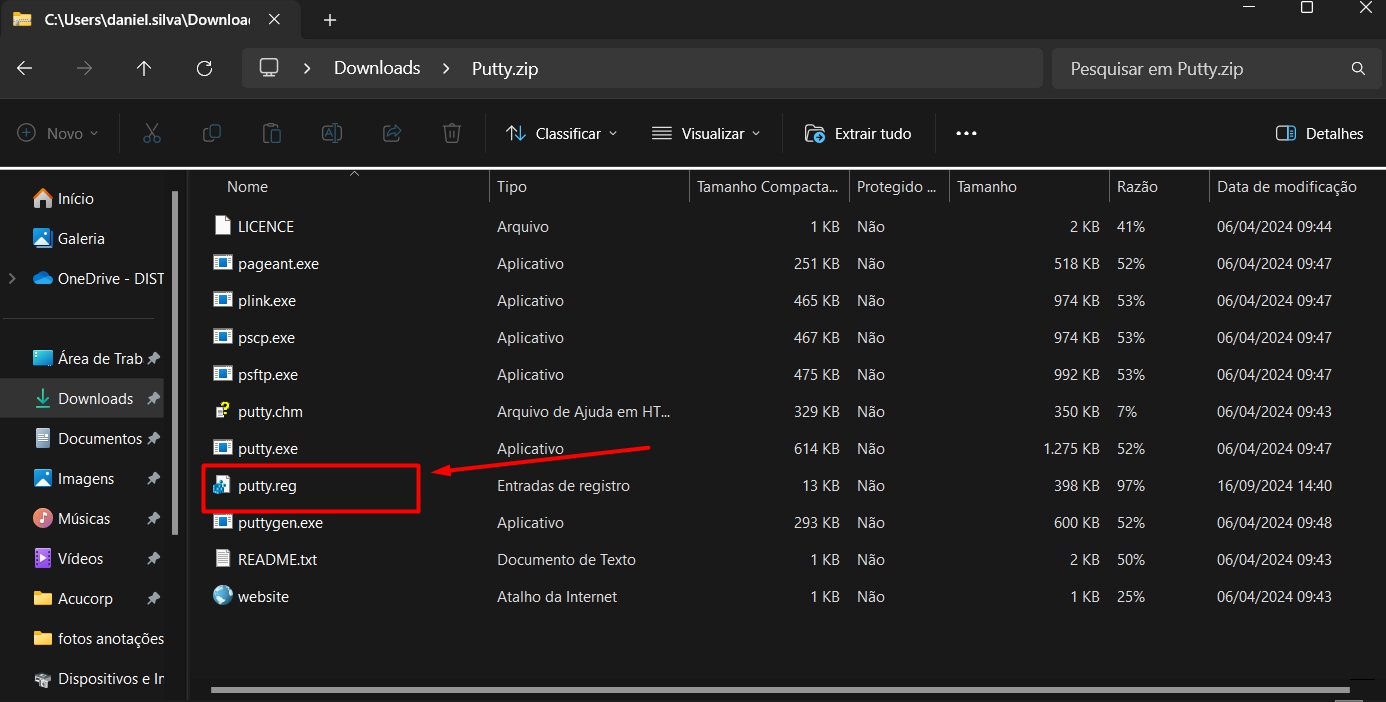 C:\Users\daniel.silva\Downloa
Downloads > Putty.zip
Pesquisar em Putty.zip
Novo
Classificar
Visualizar
Extrair tudo
Detalhes
Início
Galeria
OneDrive - DIST
Área de Trab
Downloads
Documentos
Imagens
Músicas
Vídeos
Acucorp
fotos anotações
Dispositivos e In
Nome Tipo Tamanho Compacta... Protegido ... Tamanho Razão Data de modificação
LICENCE Arquivo 1 KB Não 2 KB 41% 06/04/2024 09:44
pageant.exe Aplicativo 251 KB Não 518 KB 52% 06/04/2024 09:47
plink.exe Aplicativo 465 KB Não 974 KB 53% 06/04/2024 09:47
pscp.exe Aplicativo 467 KB Não 974 KB 53% 06/04/2024 09:47
psftp.exe Aplicativo 475 KB Não 992 KB 53% 06/04/2024 09:47
putty.chm Arquivo de Ajuda em HT... 329 KB Não 350 KB 7% 06/04/2024 09:43
putty.exe Aplicativo 614 KB Não 1.275 KB 52% 06/04/2024 09:47
putty.reg Entradas de registro 13 KB Não 398 KB 97% 16/09/2024 14:40
puttygen.exe Aplicativo 293 KB Não 600 KB 52% 06/04/2024 09:48
README.txt Documento de Texto 1 KB Não 2 KB 50% 06/04/2024 09:43
website Atalho da Internet 1 KB Não 1 KB 25% 06/04/2024 09:43